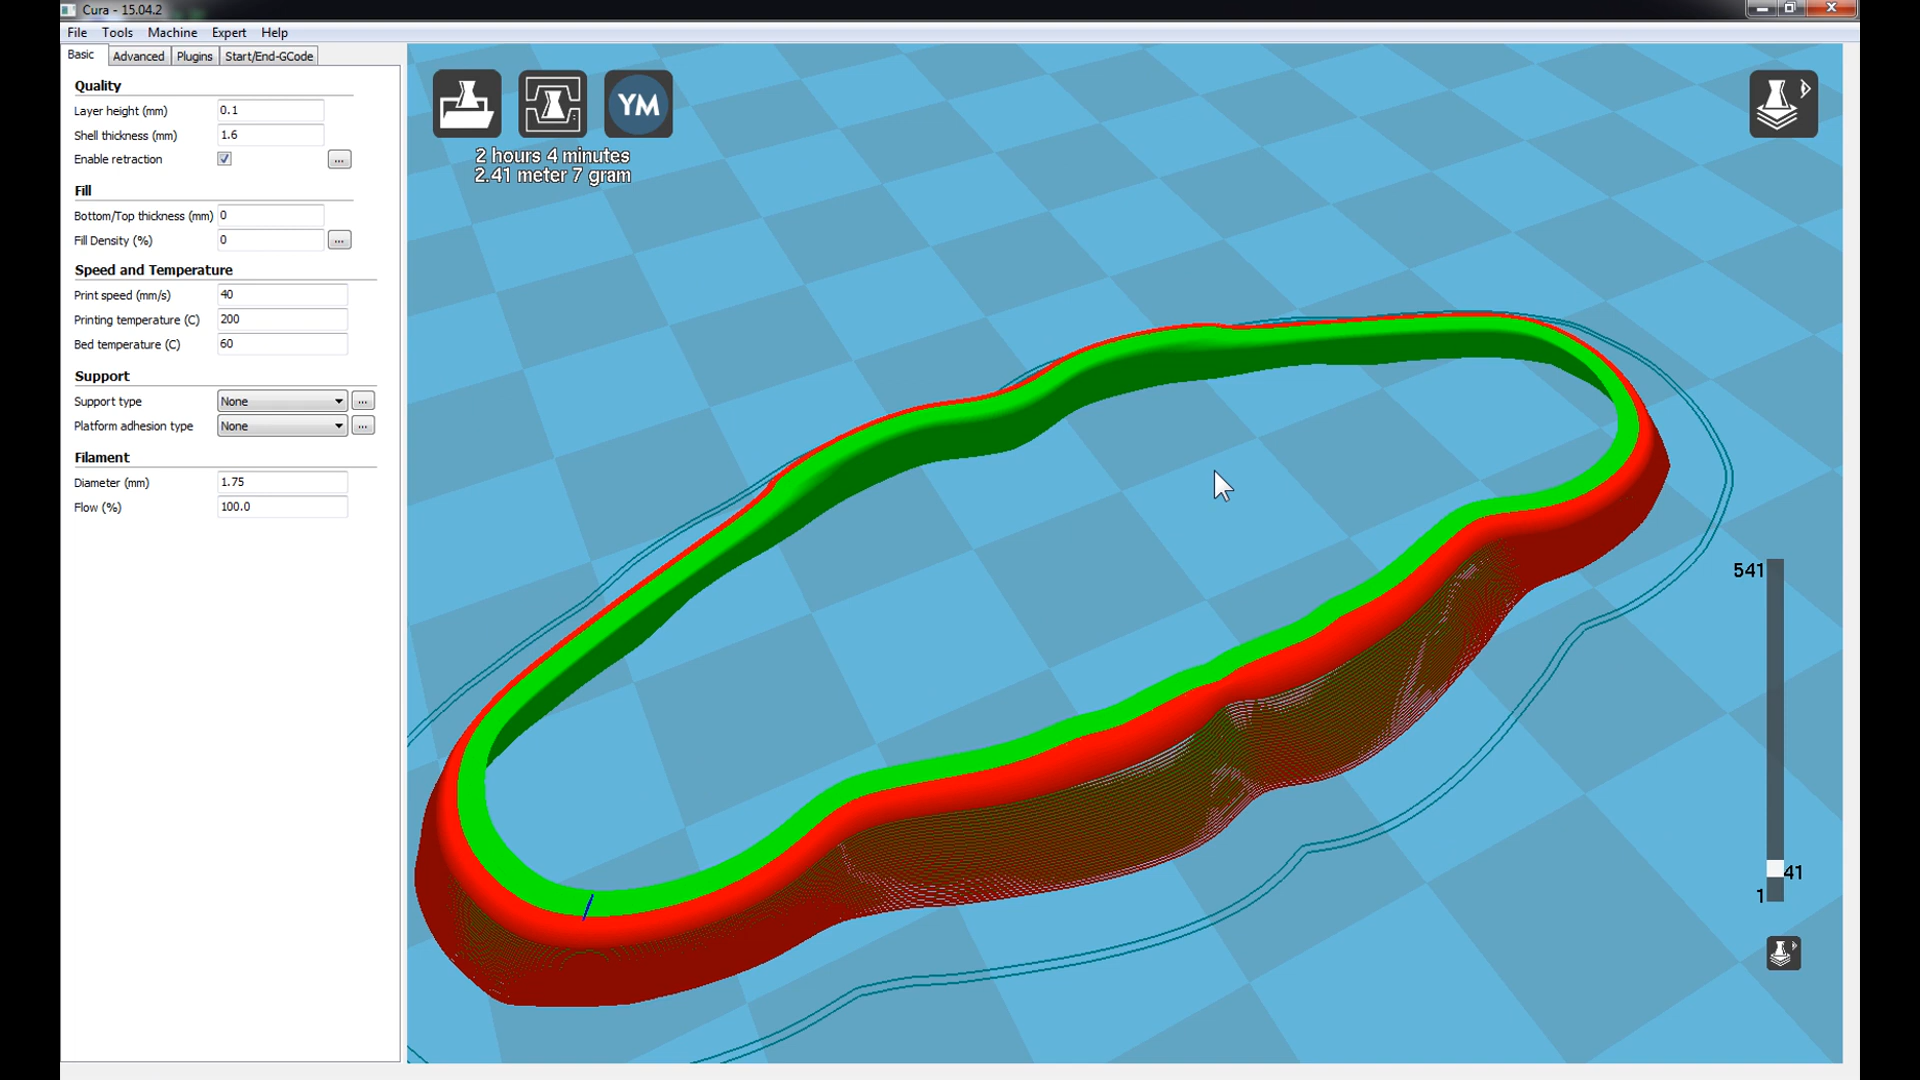 Cura - 15.04.2
File Tools Machine Expert Help
Basic Advanced Plugins Start/End-GCode
Quality
Layer height (mm) 0.1
Shell thickness (mm) 1.6
Enable retraction ...
Fill
Bottom/Top thickness (mm) 0
Fill Density (%) 0 ...
Speed and Temperature
Print speed (mm/s) 40
Printing temperature (C) 200
Bed temperature (C) 60
Support
Support type None ...
Platform adhesion type None ...
Filament
Diameter (mm) 1.75
Flow (%) 100.0
YM
2 hours 4 minutes
2.41 meter 7 gram
541
41
1